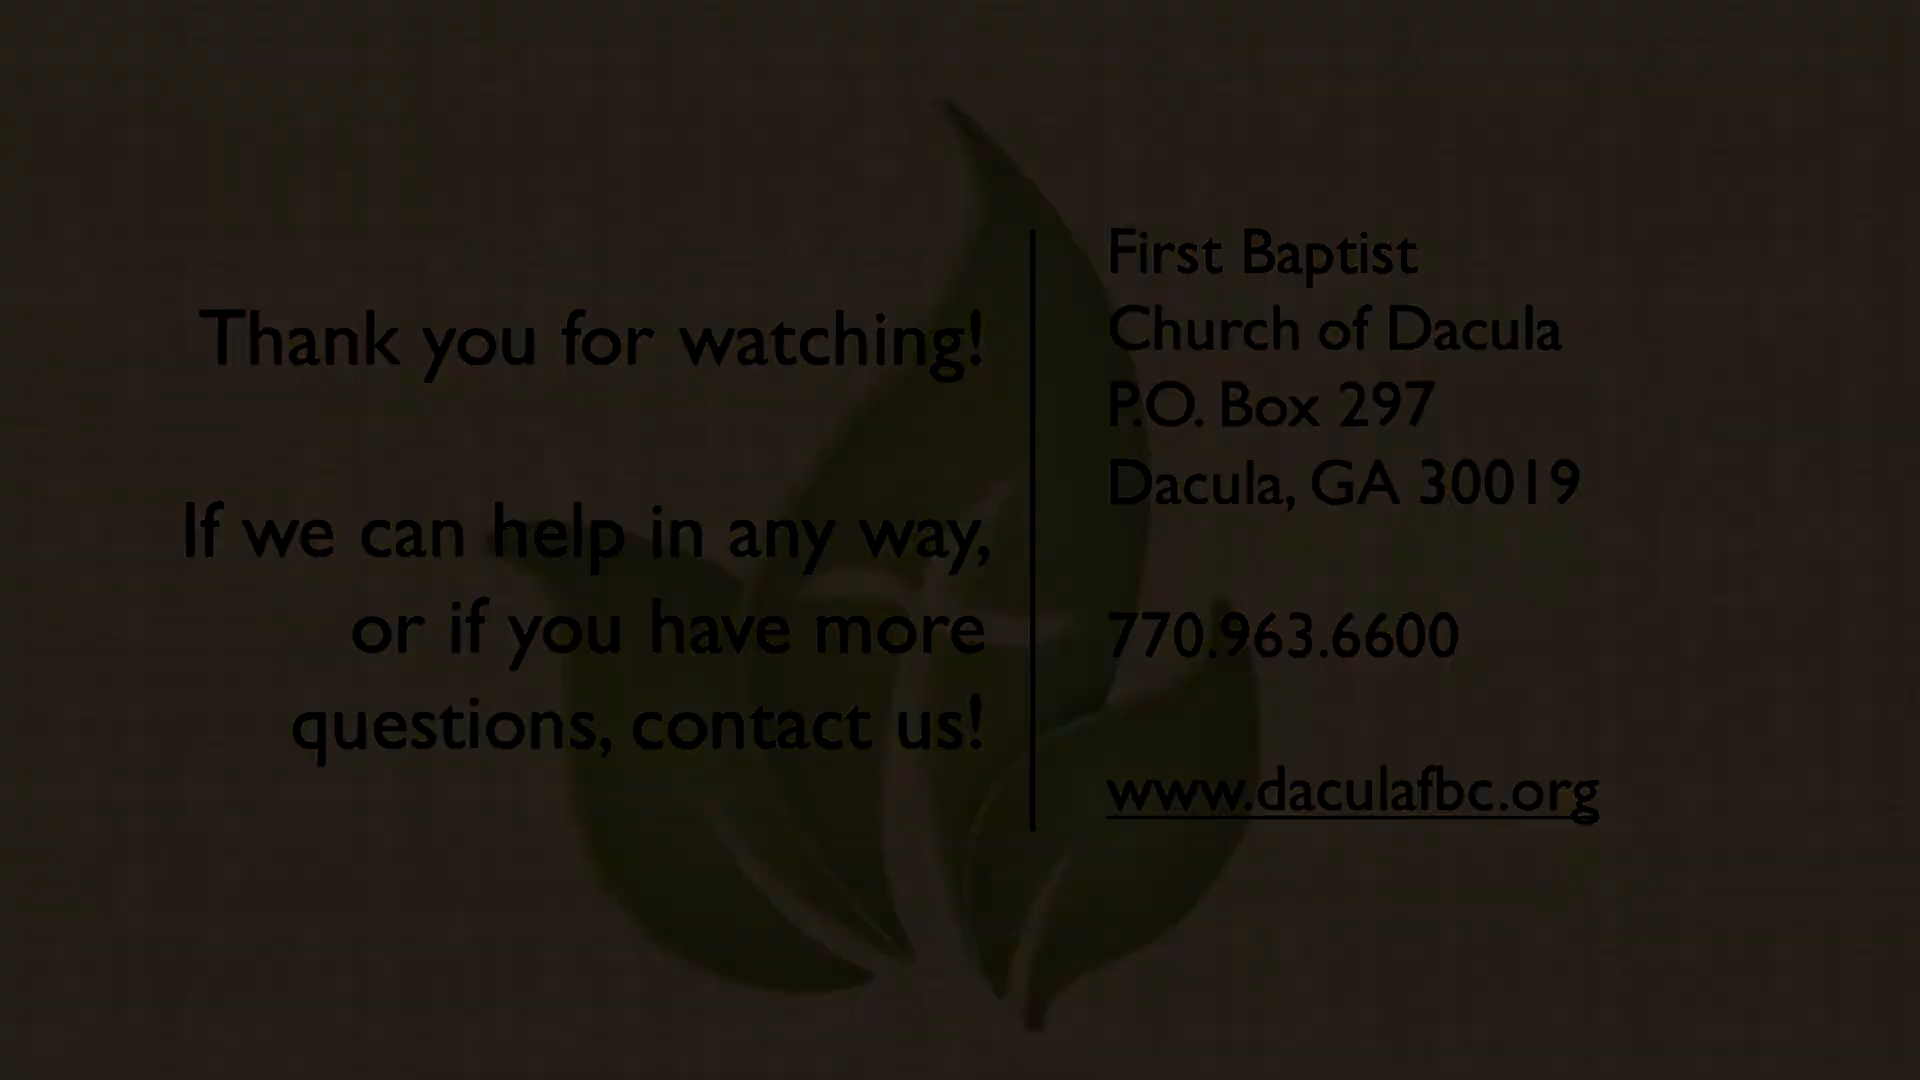 Thank you for watching!
If we can help in any way,
or if you have more
questions, contact us!
First Baptist
Church of Dacula
P.O. Box 297
Dacula, GA 30019
770.963.6600
www.daculafbc.org